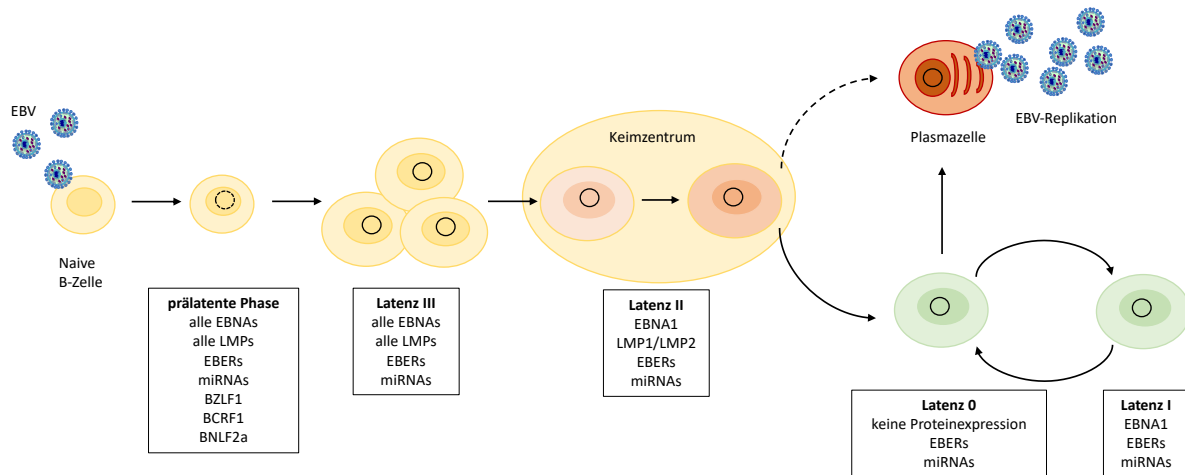 EBV
Naive
B-Zelle
prälatente Phase
alle EBNAs
alle LMPs
EBERs
miRNAs
BZLF1
BCRF1
BNLF2a
Latenz III
alle EBNAs
alle LMPs
EBERs
miRNAs
Keimzentrum
Latenz II
EBNA1
LMP1/LMP2
EBERs
miRNAs
Plasmazelle
EBV-Replikation
Latenz 0
keine Proteinexpression
EBERs
miRNAs
Latenz I
EBNA1
EBERs
miRNAs